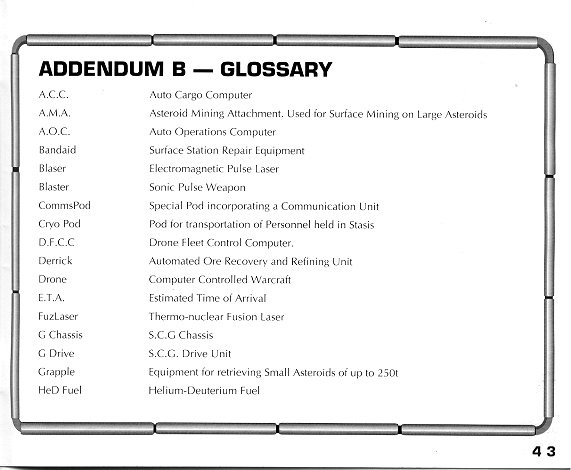 ADDENDUM B — GLOSSARY
A.C.C. Auto Cargo Computer
A.M.A. Asteroid Mining Attachment. Used for Surface Mining on Large Asteroids
A.O.C. Auto Operations Computer
Bandaid Surface Station Repair Equipment
Blaser Electromagnetic Pulse Laser
Blaster Sonic Pulse Weapon
CommsPod Special Pod incorporating a Communication Unit
Cryo Pod Pod for transportation of Personnel held in Stasis
D.F.C.C Drone Fleet Control Computer.
Derrick Automated Ore Recovery and Refining Unit
Drone Computer Controlled Warcraft
E.T.A. Estimated Time of Arrival
FuzLaser Thermo-nuclear Fusion Laser
G Chassis S.C.G Chassis
G Drive S.C.G. Drive Unit
Grapple Equipment for retrieving Small Asteroids of up to 250t
HeD Fuel Helium-Deuterium Fuel
4 3